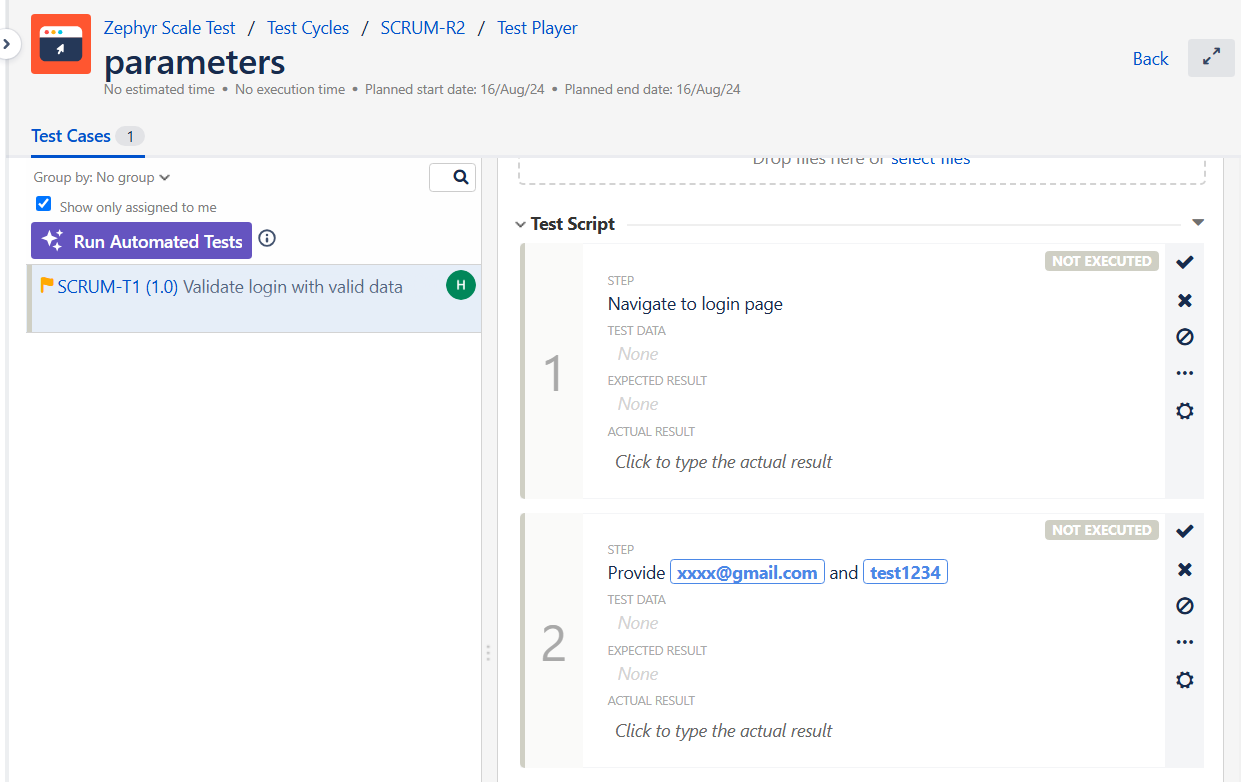 Zephyr Scale Test / Test Cycles / SCRUM-R2 / Test Player
parameters
No estimated time • No execution time • Planned start date: 16/Aug/24 • Planned end date: 16/Aug/24
Back
Test Cases 1
Group by: No group
Show only assigned to me
Run Automated Tests
SCRUM-T1 (1.0) Validate login with valid data
H
Drop files here or select files
Test Script
1
NOT EXECUTED
STEP
Navigate to login page
TEST DATA
None
EXPECTED RESULT
None
ACTUAL RESULT
Click to type the actual result
2
NOT EXECUTED
STEP
Provide xxxx@gmail.com and test1234
TEST DATA
None
EXPECTED RESULT
None
ACTUAL RESULT
Click to type the actual result